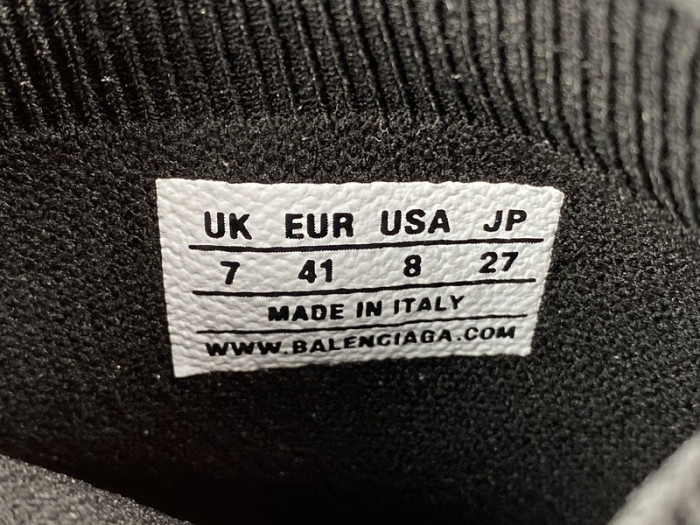 UK EUR USA JP
7 41 8 27
MADE IN ITALY
WWW.BALENCIAGA.COM